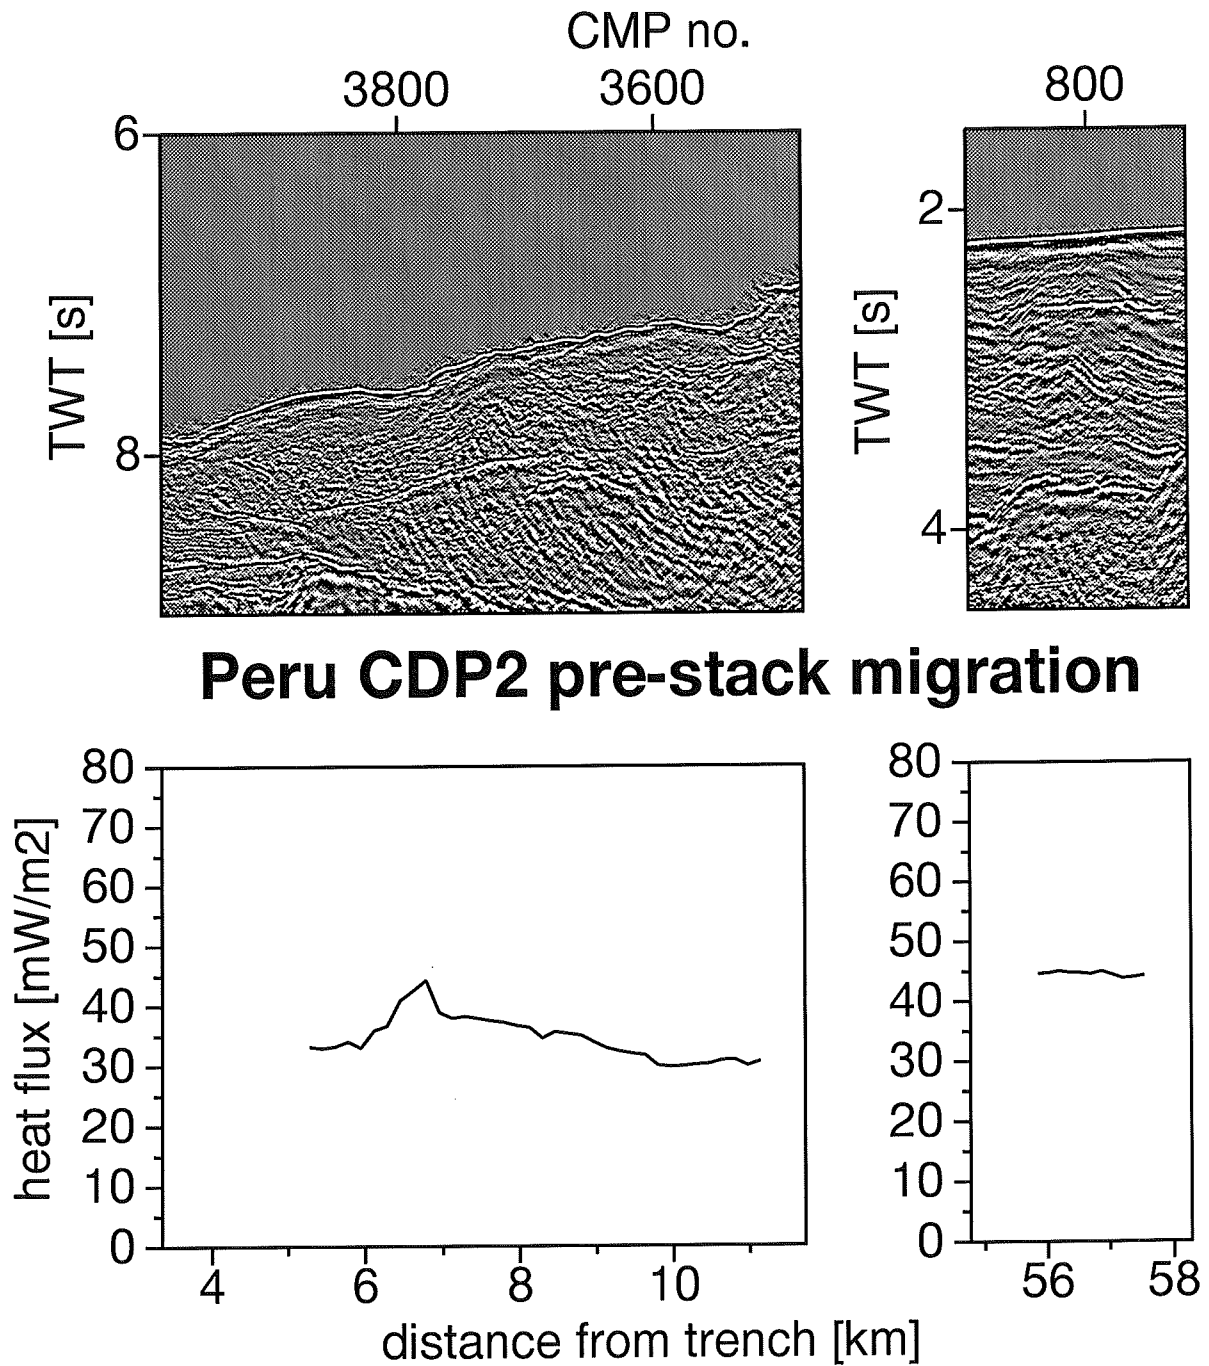 CMP no.
3800 3600 800
6
2
TWT [s]
TWT [s]
8
4
Peru CDP2 pre-stack migration
80 80
70 70
60 60
50 50
40 40
30 30
20 20
10 10
0 0
heat flux [mW/m2]
4 6 8 10 56 58
distance from trench [km]